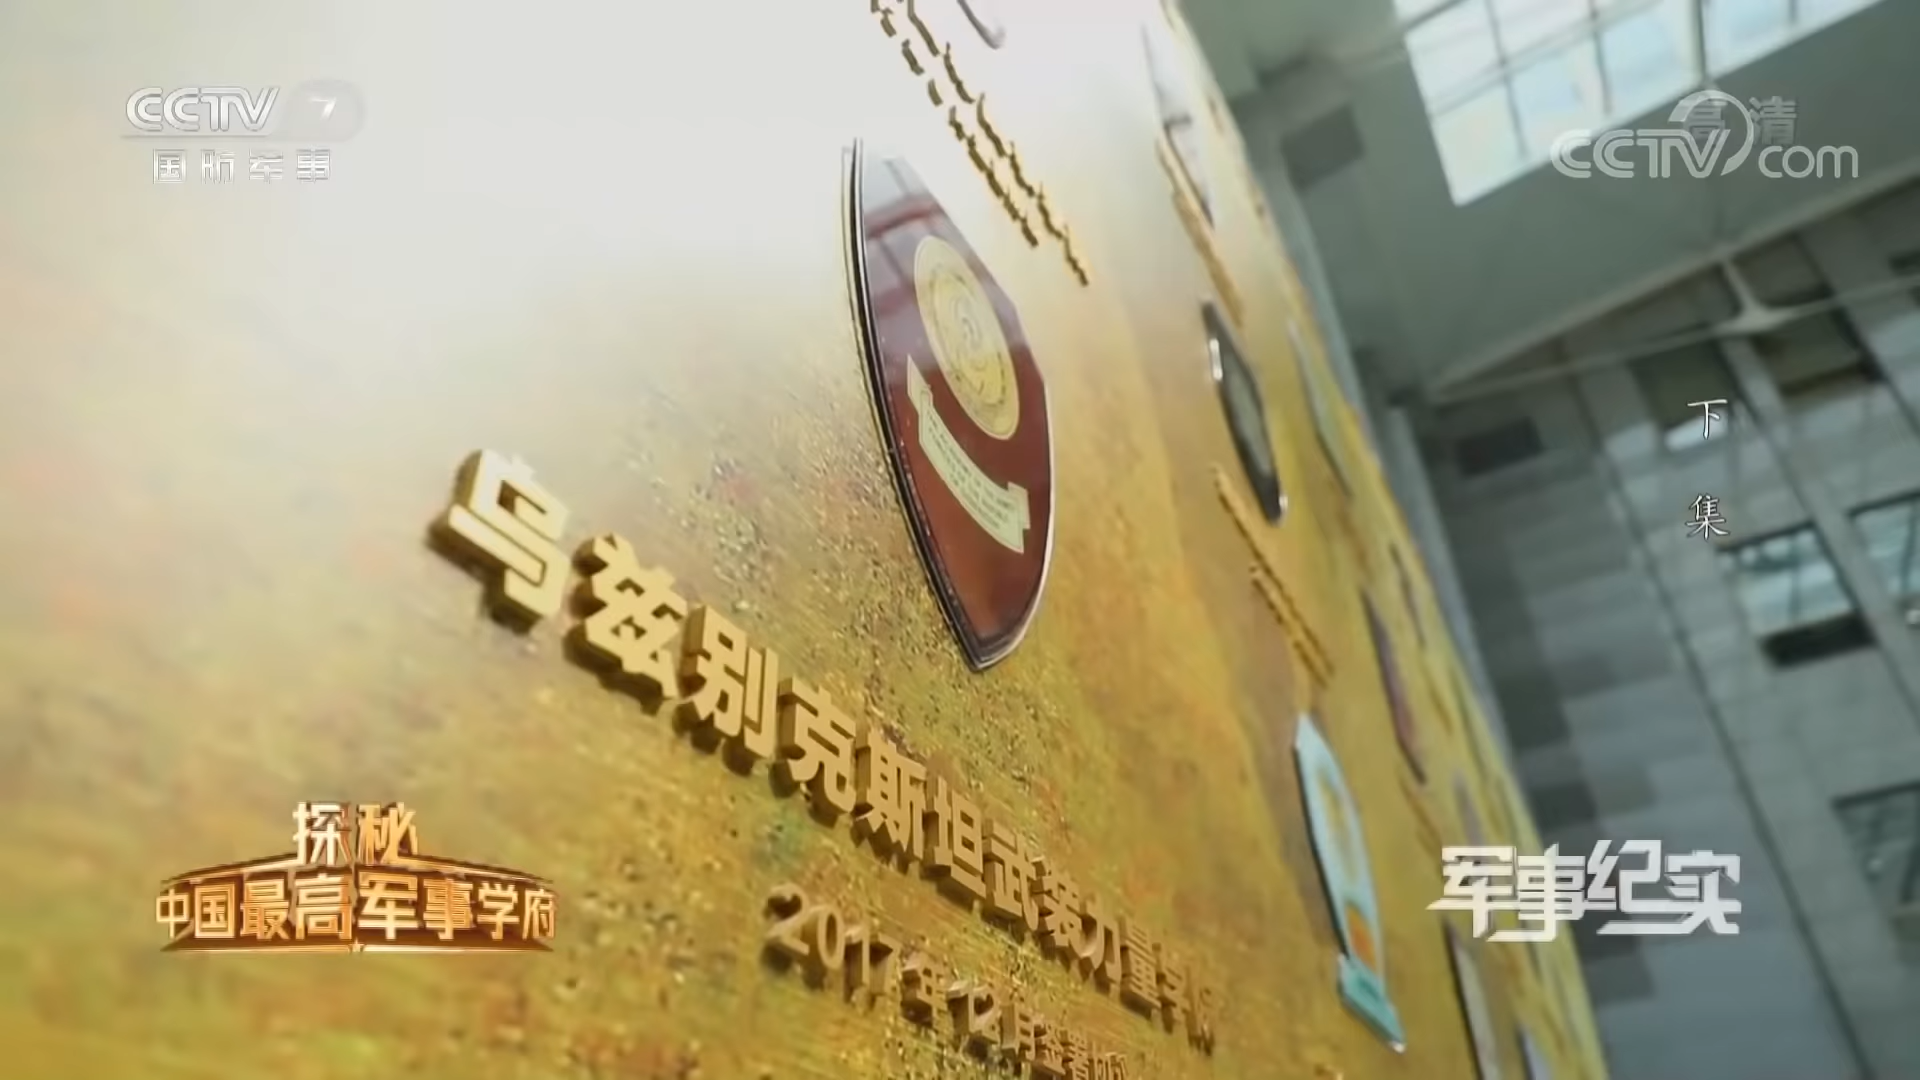 CCTV 7
国防军事
高清
CCTV com
下集
乌兹别克斯坦武装力量学院
2017年12月签署协
探秘
中国最高军事学府
军事纪实